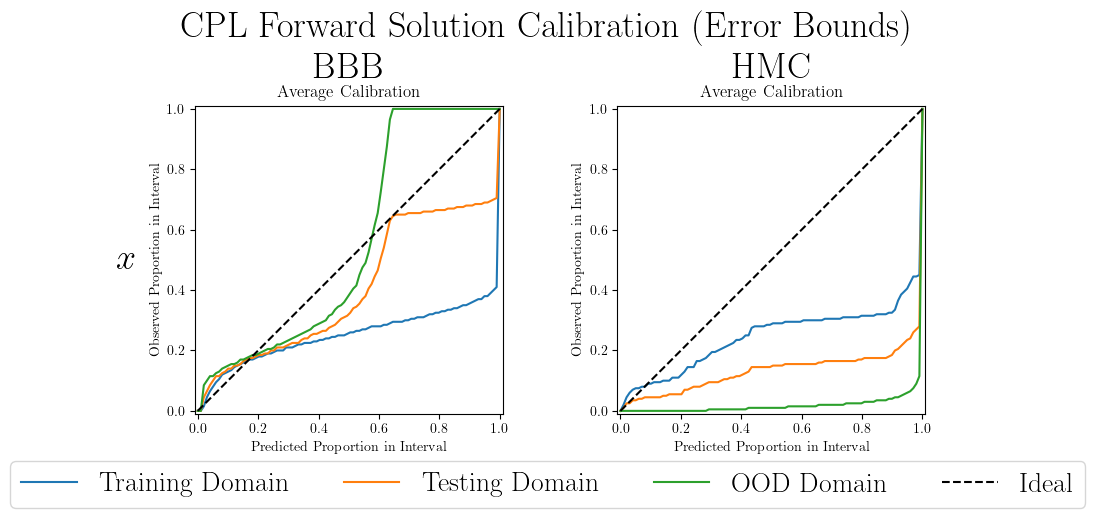 CPL Forward Solution Calibration (Error Bounds)
BBB
HMC
Average Calibration
Average Calibration
1.0
0.8
0.6
0.4
0.2
0.0
Observed Proportion in Interval
x
0.0 0.2 0.4 0.6 0.8 1.0
Predicted Proportion in Interval
1.0
0.8
0.6
0.4
0.2
0.0
Observed Proportion in Interval
0.0 0.2 0.4 0.6 0.8 1.0
Predicted Proportion in Interval
Training Domain Testing Domain OOD Domain Ideal